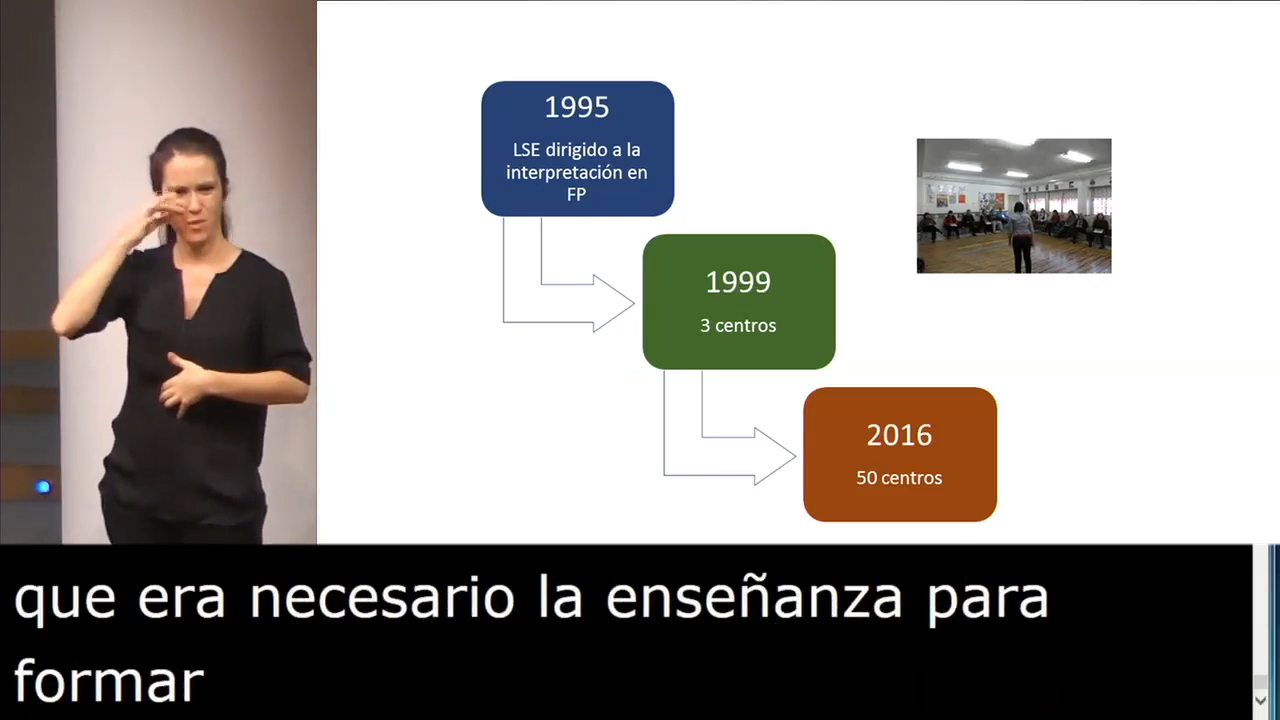 1995
LSE dirigido a la
interpretación en
FP
1999
3 centros
2016
50 centros
que era necesario la enseñanza para
formar